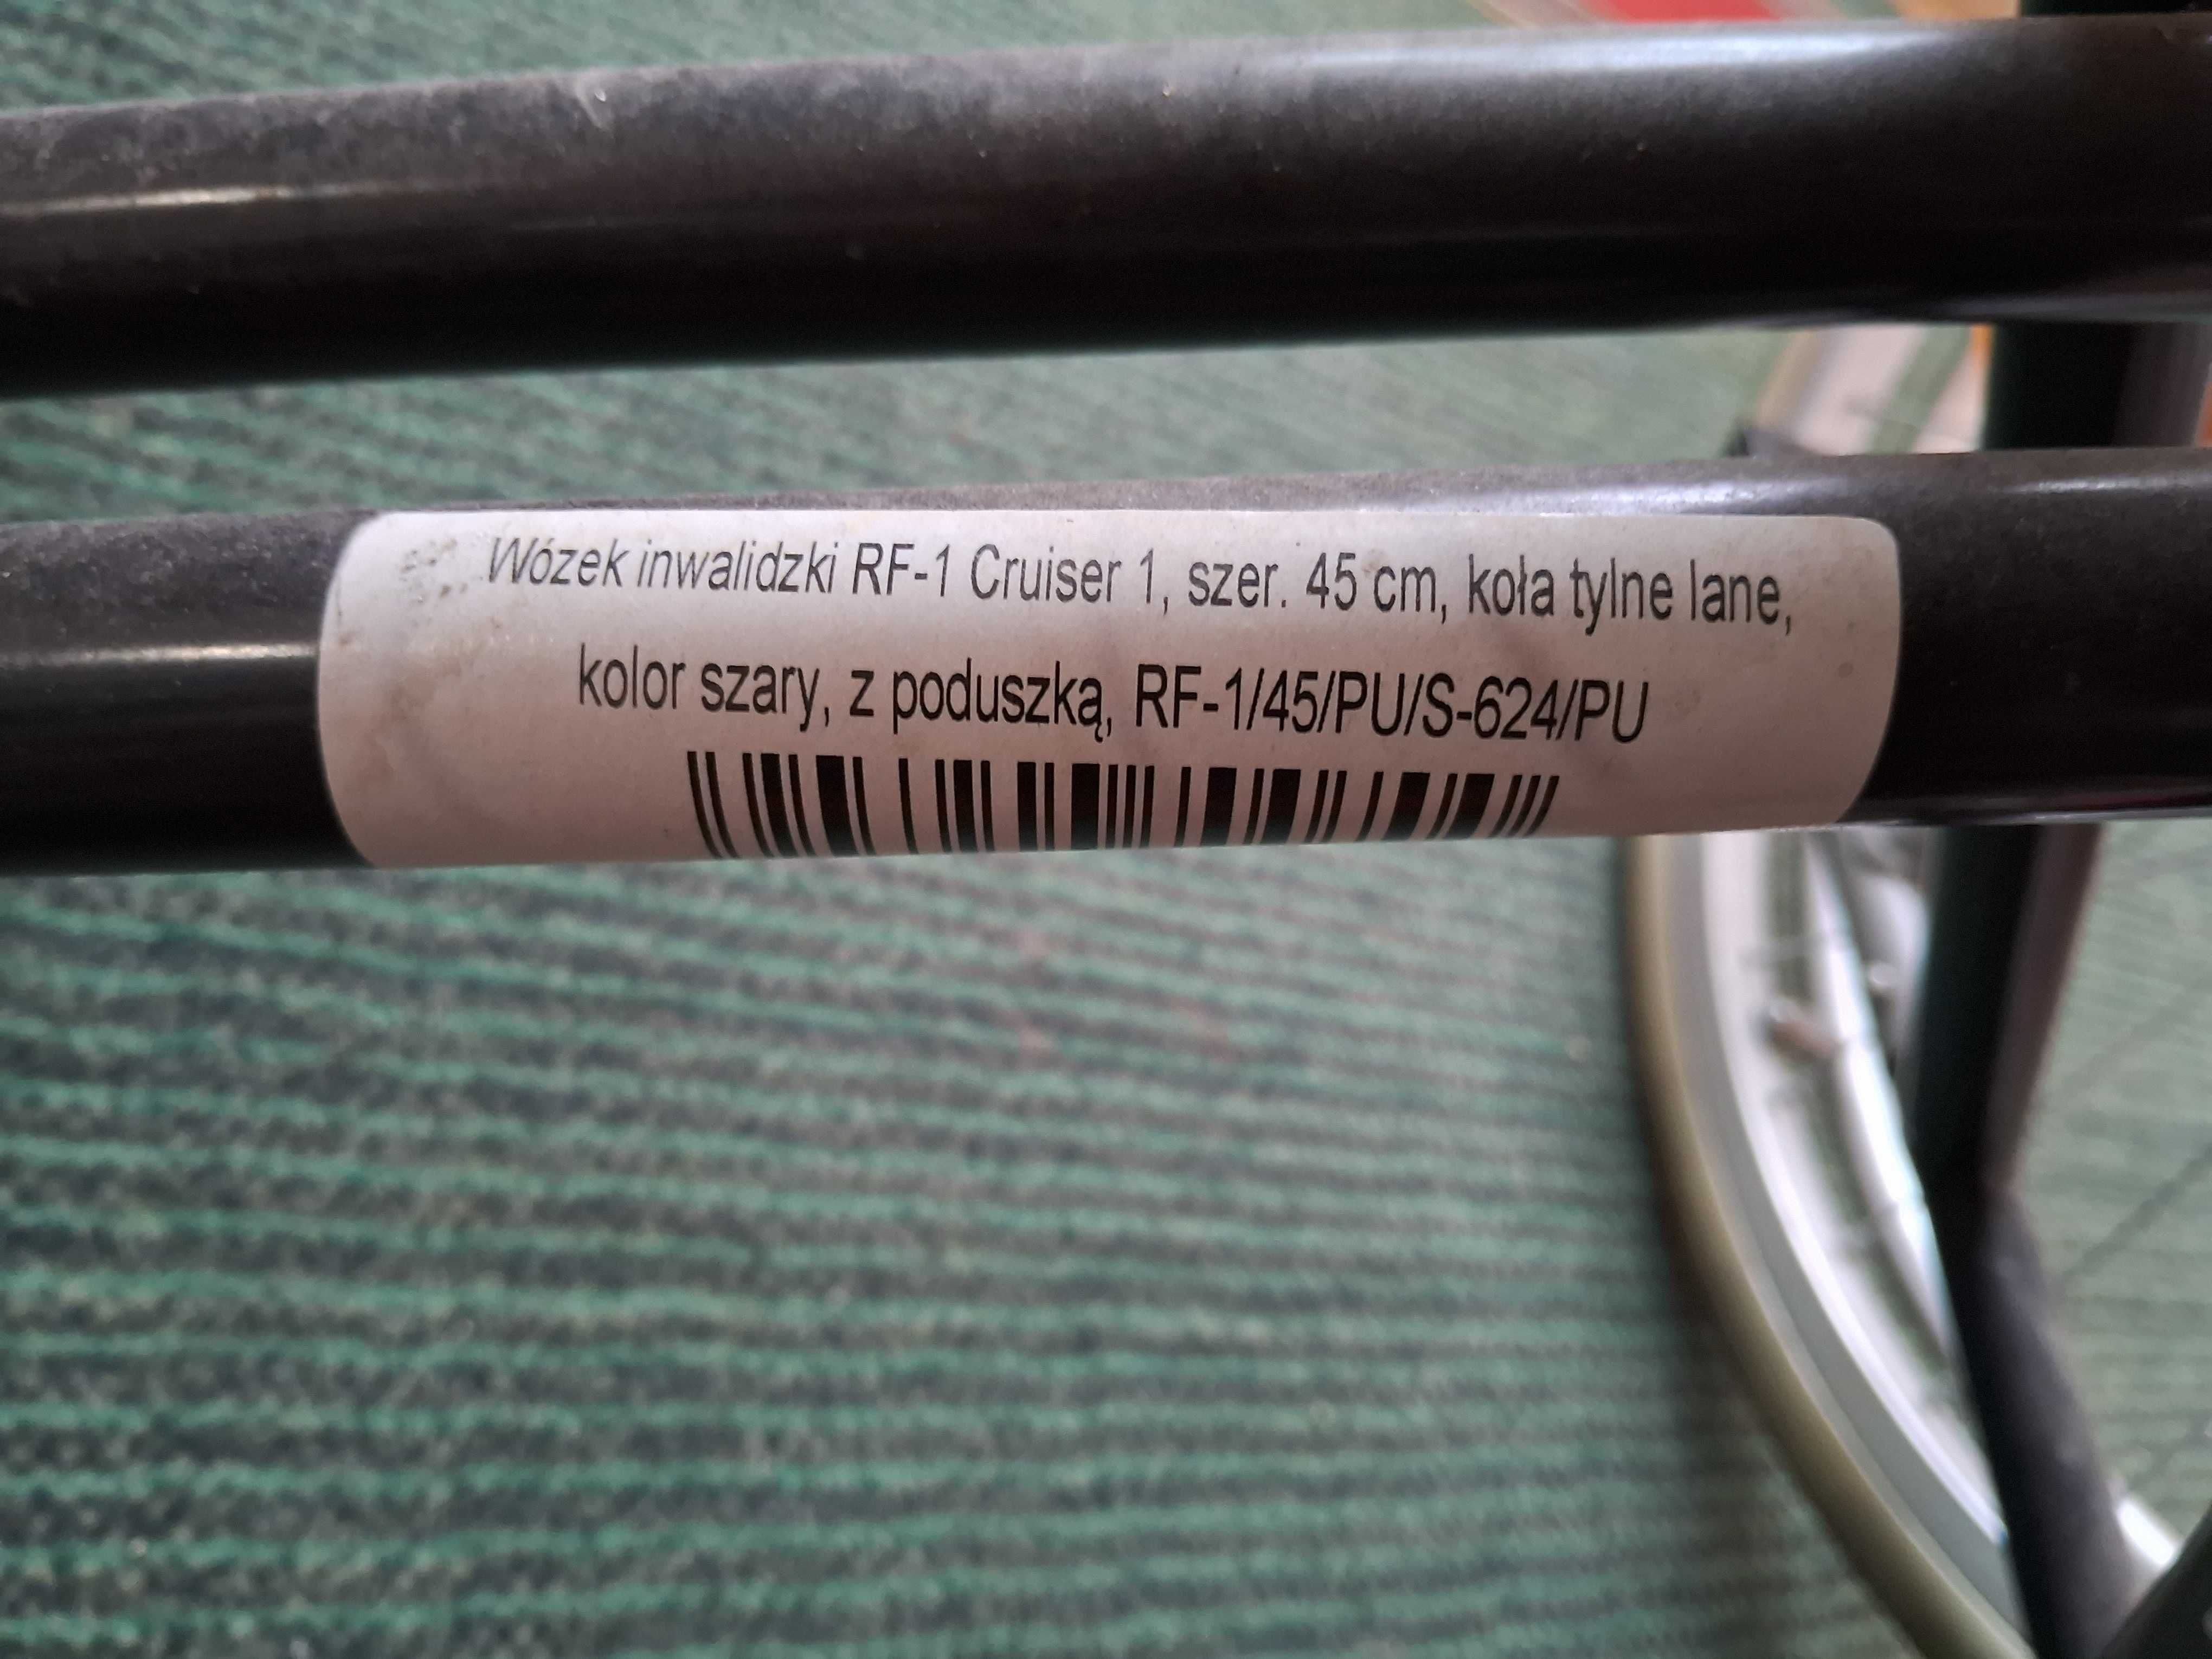 Wózek inwalidzki RF-1 Cruiser 1, szer. 45 cm, koła tylne lane,
kolor szary, z poduszką, RF-1/45/PU/S-624/PU